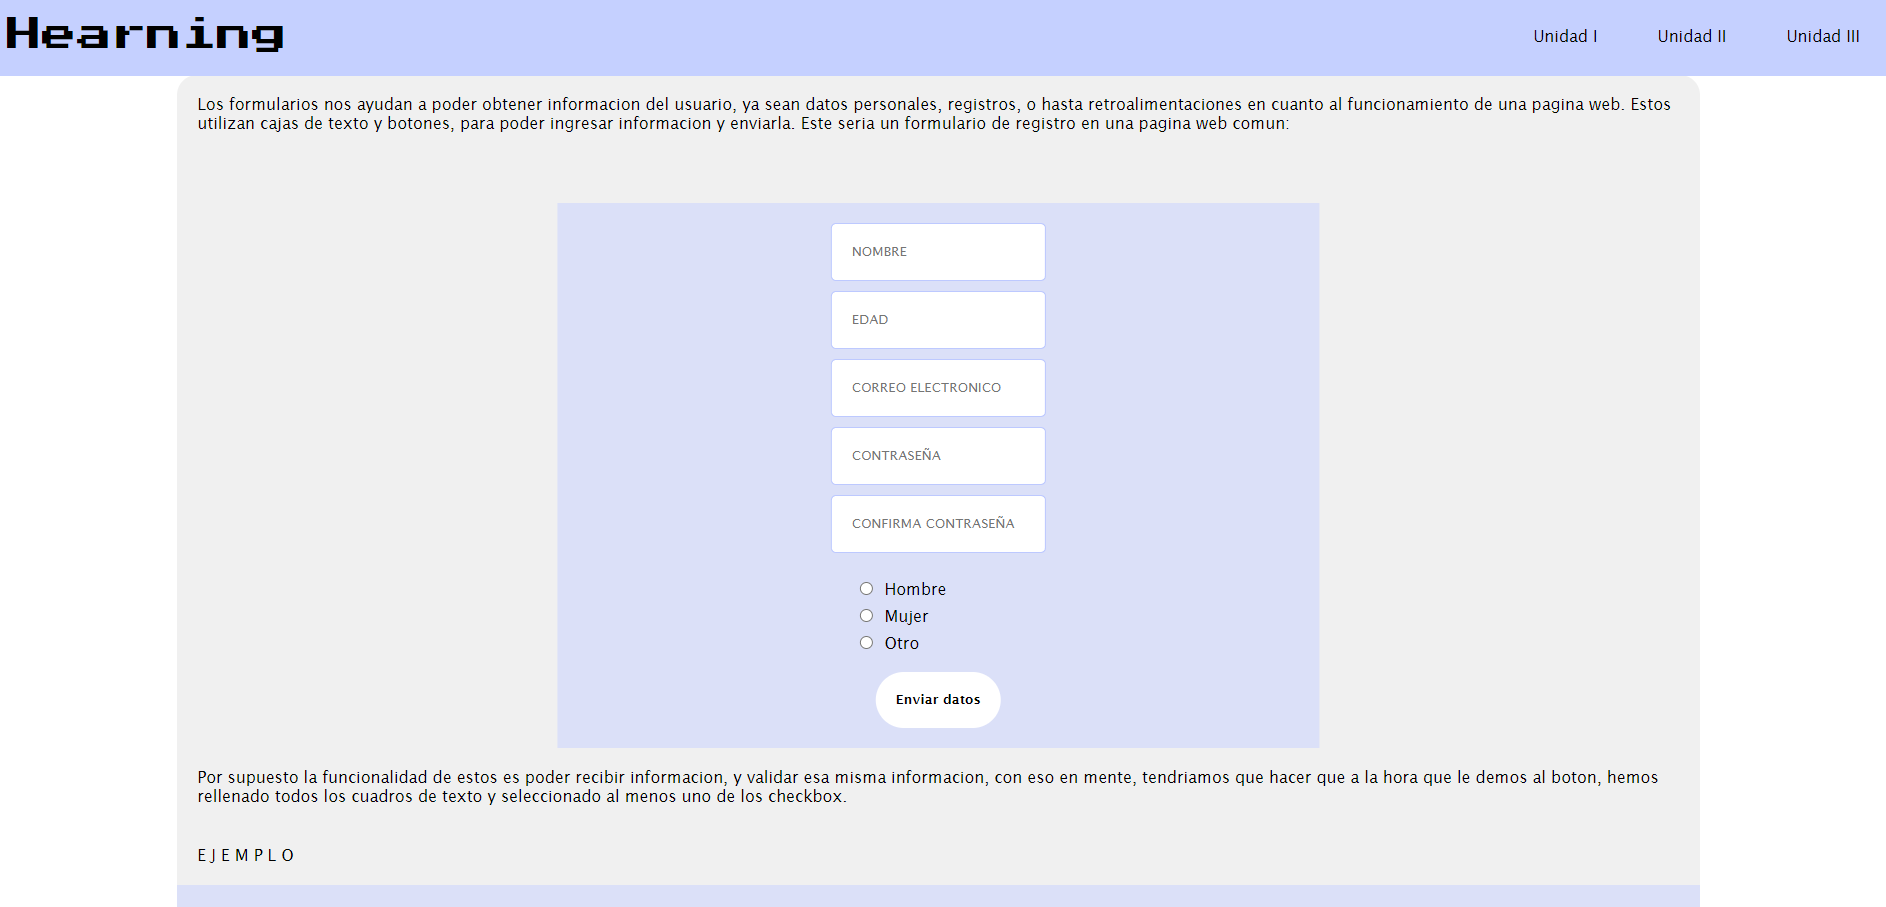 Hearning
Unidad I
Unidad II
Unidad III
Los formularios nos ayudan a poder obtener informacion del usuario, ya sean datos personales, registros, o hasta retroalimentaciones en cuanto al funcionamiento de una pagina web. Estos
utilizan cajas de texto y botones, para poder ingresar informacion y enviarla. Este seria un formulario de registro en una pagina web comun:
NOMBRE
EDAD
CORREO ELECTRONICO
CONTRASEÑA
CONFIRMA CONTRASEÑA
Hombre
Mujer
Otro
Enviar datos
Por supuesto la funcionalidad de estos es poder recibir informacion, y validar esa misma informacion, con eso en mente, tendriamos que hacer que a la hora que le demos al boton, hemos
rellenado todos los cuadros de texto y seleccionado al menos uno de los checkbox.
E J E M P L O